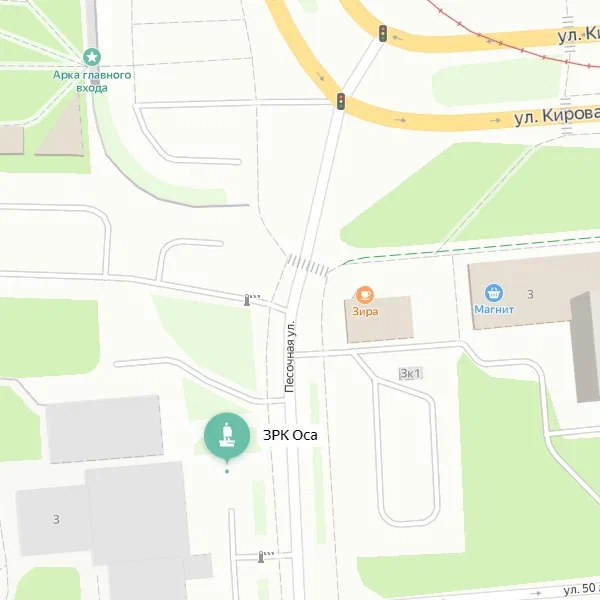 ул. Ки
Арка главного
входа
ул. Кирова
Зира
Магнит
3
Песочная ул.
3к1
ЗРК Оса
3
ул. 50 л